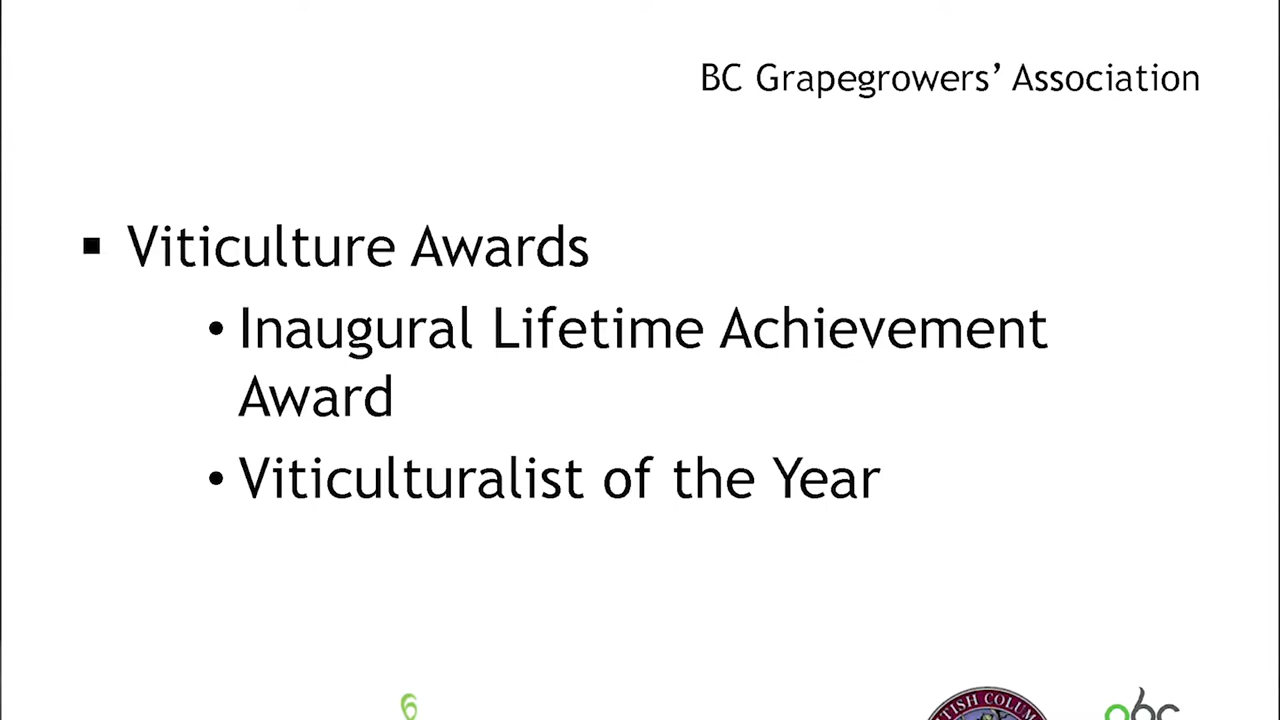 BC Grapegrowers’ Association
▪ Viticulture Awards
• Inaugural Lifetime Achievement
Award
• Viticulturalist of the Year
6